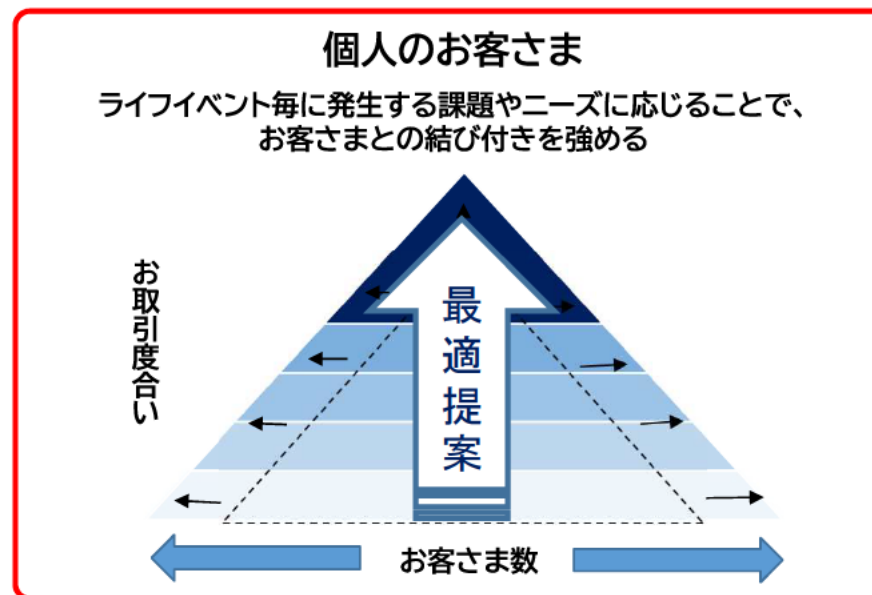 個人のお客さま
ライフイベント毎に発生する課題やニーズに応じることで、
お客さまとの結び付きを強める
お取引度合い
最適提案
お客さま数